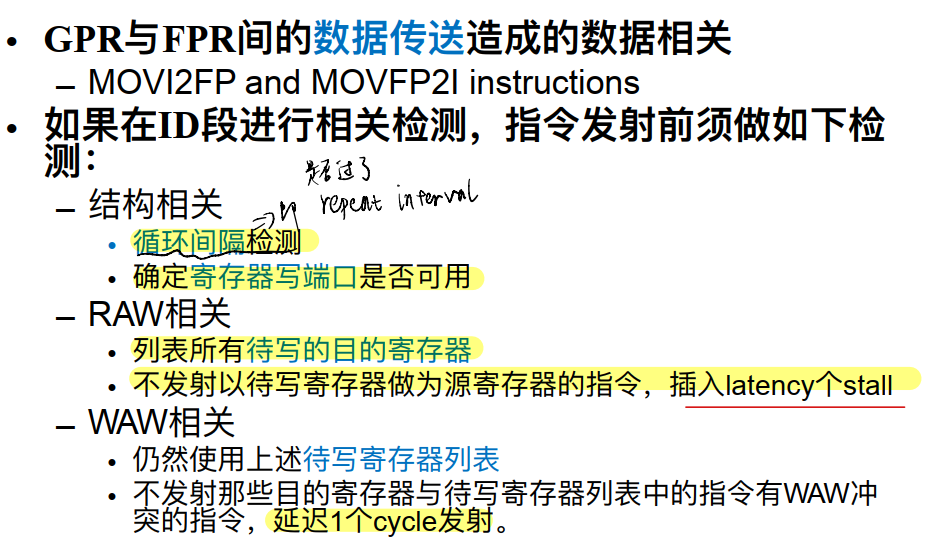 • GPR与FPR间的数据传送造成的数据相关
– MOVI2FP and MOVFP2I instructions
• 如果在ID段进行相关检测，指令发射前须做如下检
测：
是否过了
– 结构相关
repeat interval
• 循环间隔检测
• 确定寄存器写端口是否可用
– RAW相关
• 列表所有待写的目的寄存器
• 不发射以待写寄存器做为源寄存器的指令，插入latency个stall
– WAW相关
• 仍然使用上述待写寄存器列表
• 不发射那些目的寄存器与待写寄存器列表中的指令有WAW冲
突的指令，延迟1个cycle发射。